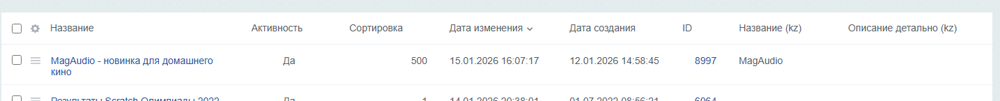 Название Активность Сортировка Дата изменения Дата создания ID Название (kz) Описание детально (kz)
MagAudio - новинка для домашнего Да 500 15.01.2026 16:07:17 12.01.2026 14:58:45 8997 MagAudio
кино
Результаты Scratch Олимпиады 2022 Да 1 14.01.2026 20:38:01 01.07.2022 08:56:21 6064